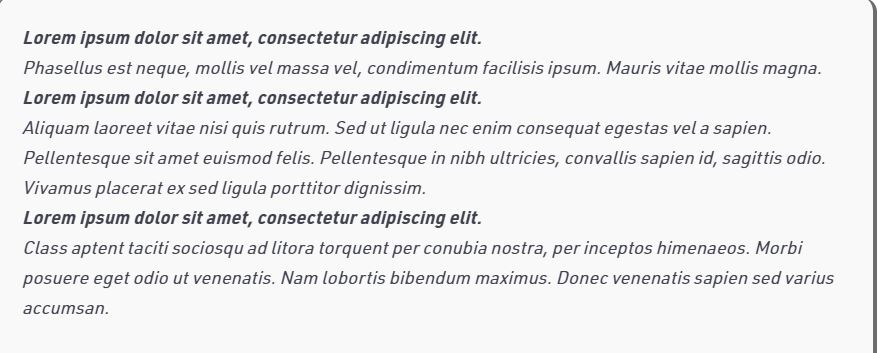 Lorem ipsum dolor sit amet, consectetur adipiscing elit.
Phasellus est neque, mollis vel massa vel, condimentum facilisis ipsum. Mauris vitae mollis magna.
Lorem ipsum dolor sit amet, consectetur adipiscing elit.
Aliquam laoreet vitae nisi quis rutrum. Sed ut ligula nec enim consequat egestas vel a sapien.
Pellentesque sit amet euismod felis. Pellentesque in nibh ultricies, convallis sapien id, sagittis odio.
Vivamus placerat ex sed ligula porttitor dignissim.
Lorem ipsum dolor sit amet, consectetur adipiscing elit.
Class aptent taciti sociosqu ad litora torquent per conubia nostra, per inceptos himenaeos. Morbi
posuere eget odio ut venenatis. Nam lobortis bibendum maximus. Donec venenatis sapien sed varius
accumsan.